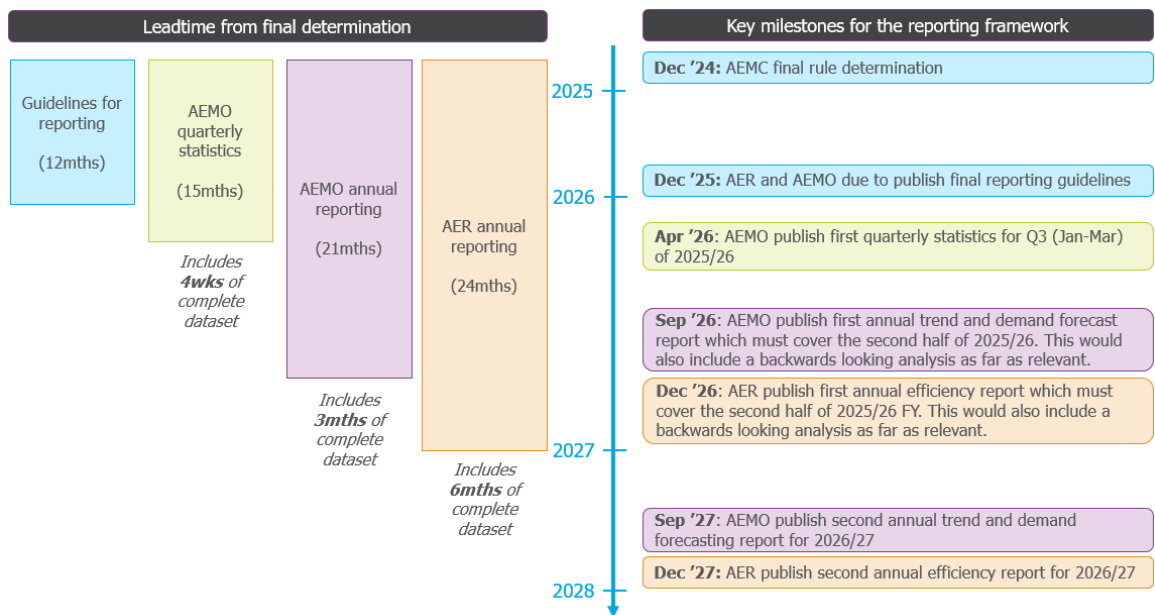 Leadtime from final determination
Guidelines for
reporting
(12mths)
AEMO
quarterly
statistics
(15mths)
Includes
4wks of
complete
dataset
AEMO annual
reporting
(21mths)
Includes
3mths of
complete
dataset
AER annual
reporting
(24mths)
Includes
6mths of
complete
dataset
2025
2026
2027
2028
Key milestones for the reporting framework
Dec ’24: AEMC final rule determination
Dec ’25: AER and AEMO due to publish final reporting guidelines
Apr ’26: AEMO publish first quarterly statistics for Q3 (Jan-Mar)
of 2025/26
Sep ’26: AEMO publish first annual trend and demand forecast
report which must cover the second half of 2025/26. This would
also include a backwards looking analysis as far as relevant.
Dec ’26: AER publish first annual efficiency report which must
cover the second half of 2025/26 FY. This would also include a
backwards looking analysis as far as relevant.
Sep ’27: AEMO publish second annual trend and demand
forecasting report for 2026/27
Dec ’27: AER publish second annual efficiency report for 2026/27